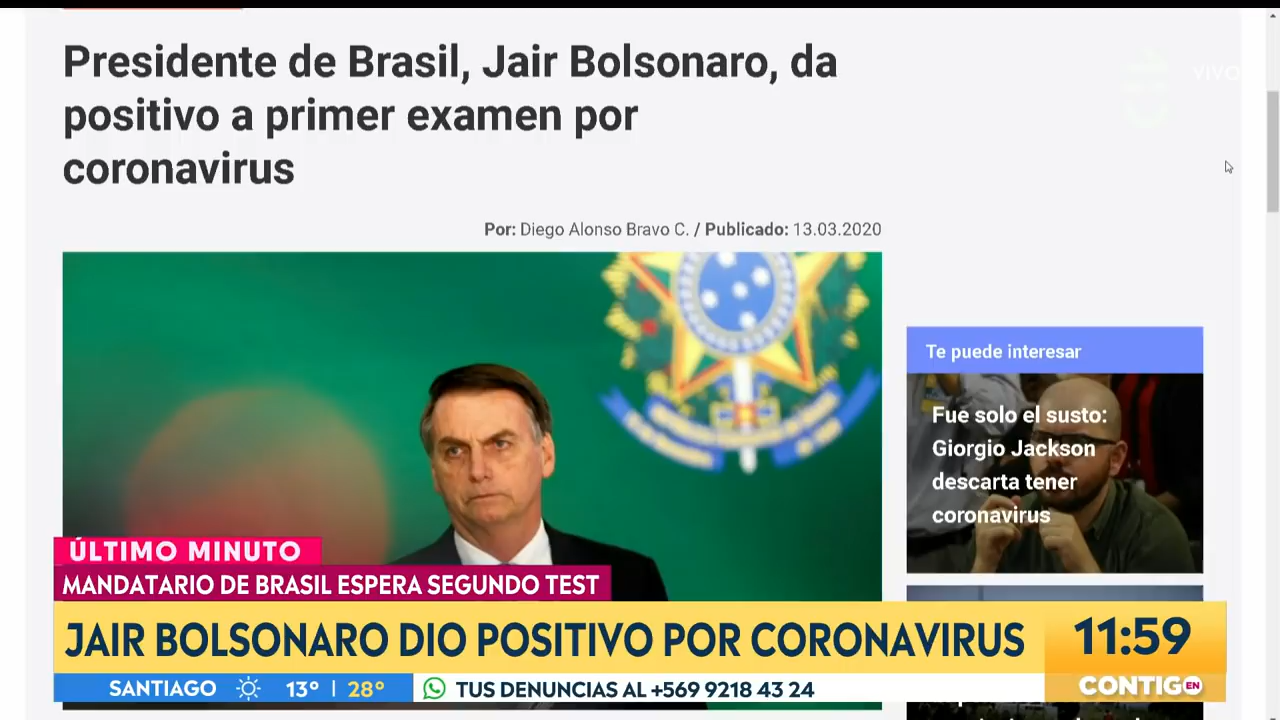 Presidente de Brasil, Jair Bolsonaro, da
positivo a primer examen por
coronavirus
VIVO
Por: Diego Alonso Bravo C. / Publicado: 13.03.2020
Te puede interesar
Fue solo el susto:
Giorgio Jackson
descarta tener
coronavirus
ÚLTIMO MINUTO
MANDATARIO DE BRASIL ESPERA SEGUNDO TEST
JAIR BOLSONARO DIO POSITIVO POR CORONAVIRUS
11:59
SANTIAGO 13° | 28°
TUS DENUNCIAS AL +569 9218 43 24
CONTIGO EN